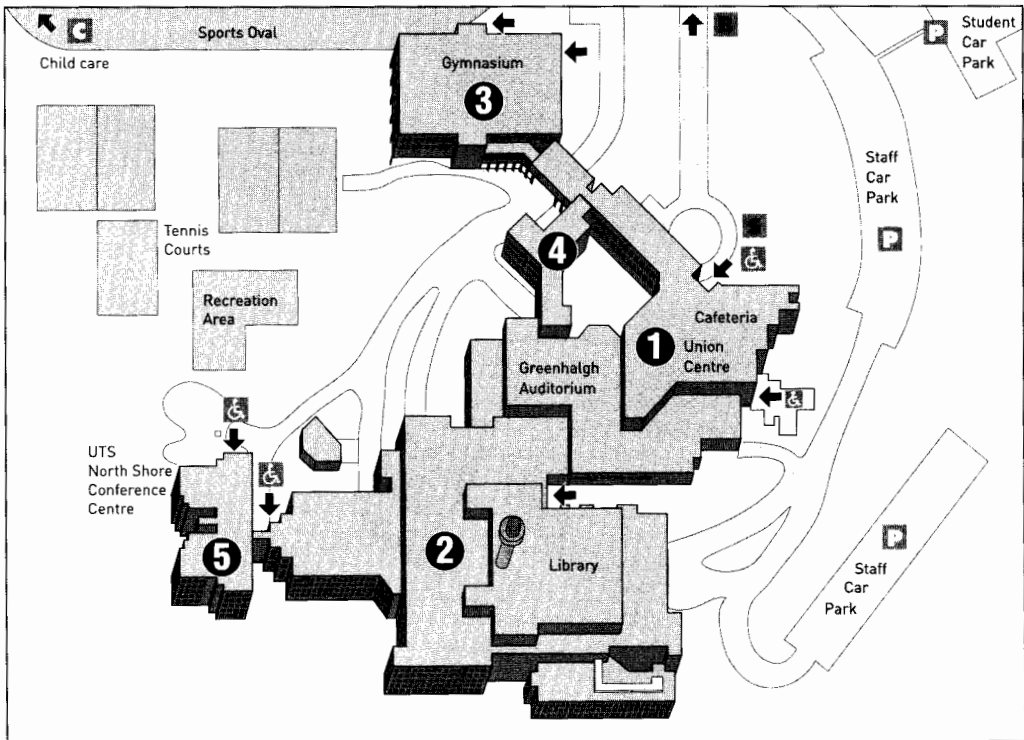 C
Sports Oval
Child care
Gymnasium
3
P
Student
Car
Park
Staff
Car
Park
P
Tennis
Courts
4
Recreation
Area
Cafeteria
1
Union
Centre
Greenhalgh
Auditorium
UTS
North Shore
Conference
Centre
5
2
Library
P
Staff
Car
Park